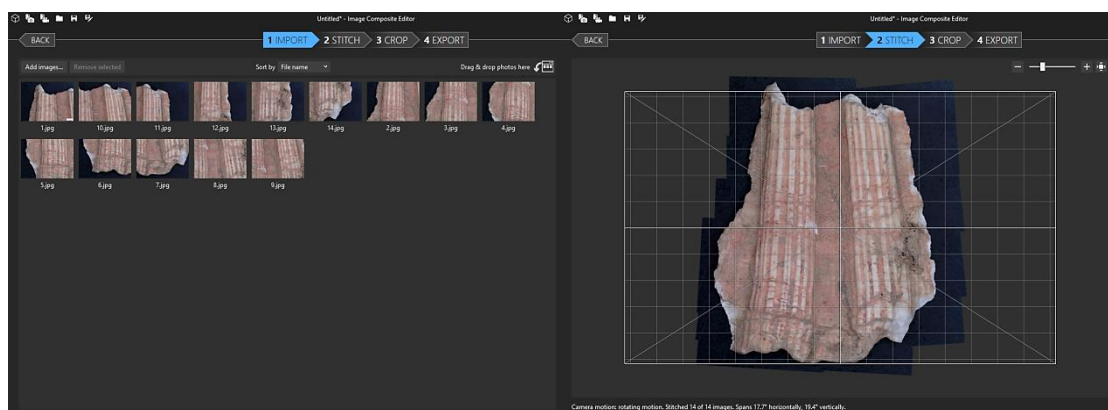 Untitled* - Image Composite Editor
BACK
1 IMPORT
2 STITCH
3 CROP
4 EXPORT
Add images...
Remove selected
Sort by
File name
Drag & drop photos here
1.jpg
10.jpg
11.jpg
12.jpg
13.jpg
14.jpg
2.jpg
3.jpg
4.jpg
5.jpg
6.jpg
7.jpg
8.jpg
9.jpg
Untitled* - Image Composite Editor
BACK
1 IMPORT
2 STITCH
3 CROP
4 EXPORT
Camera motion: rotating motion. Stitched 14 of 14 images. Spans 17.7° horizontally, 19.4° vertically.